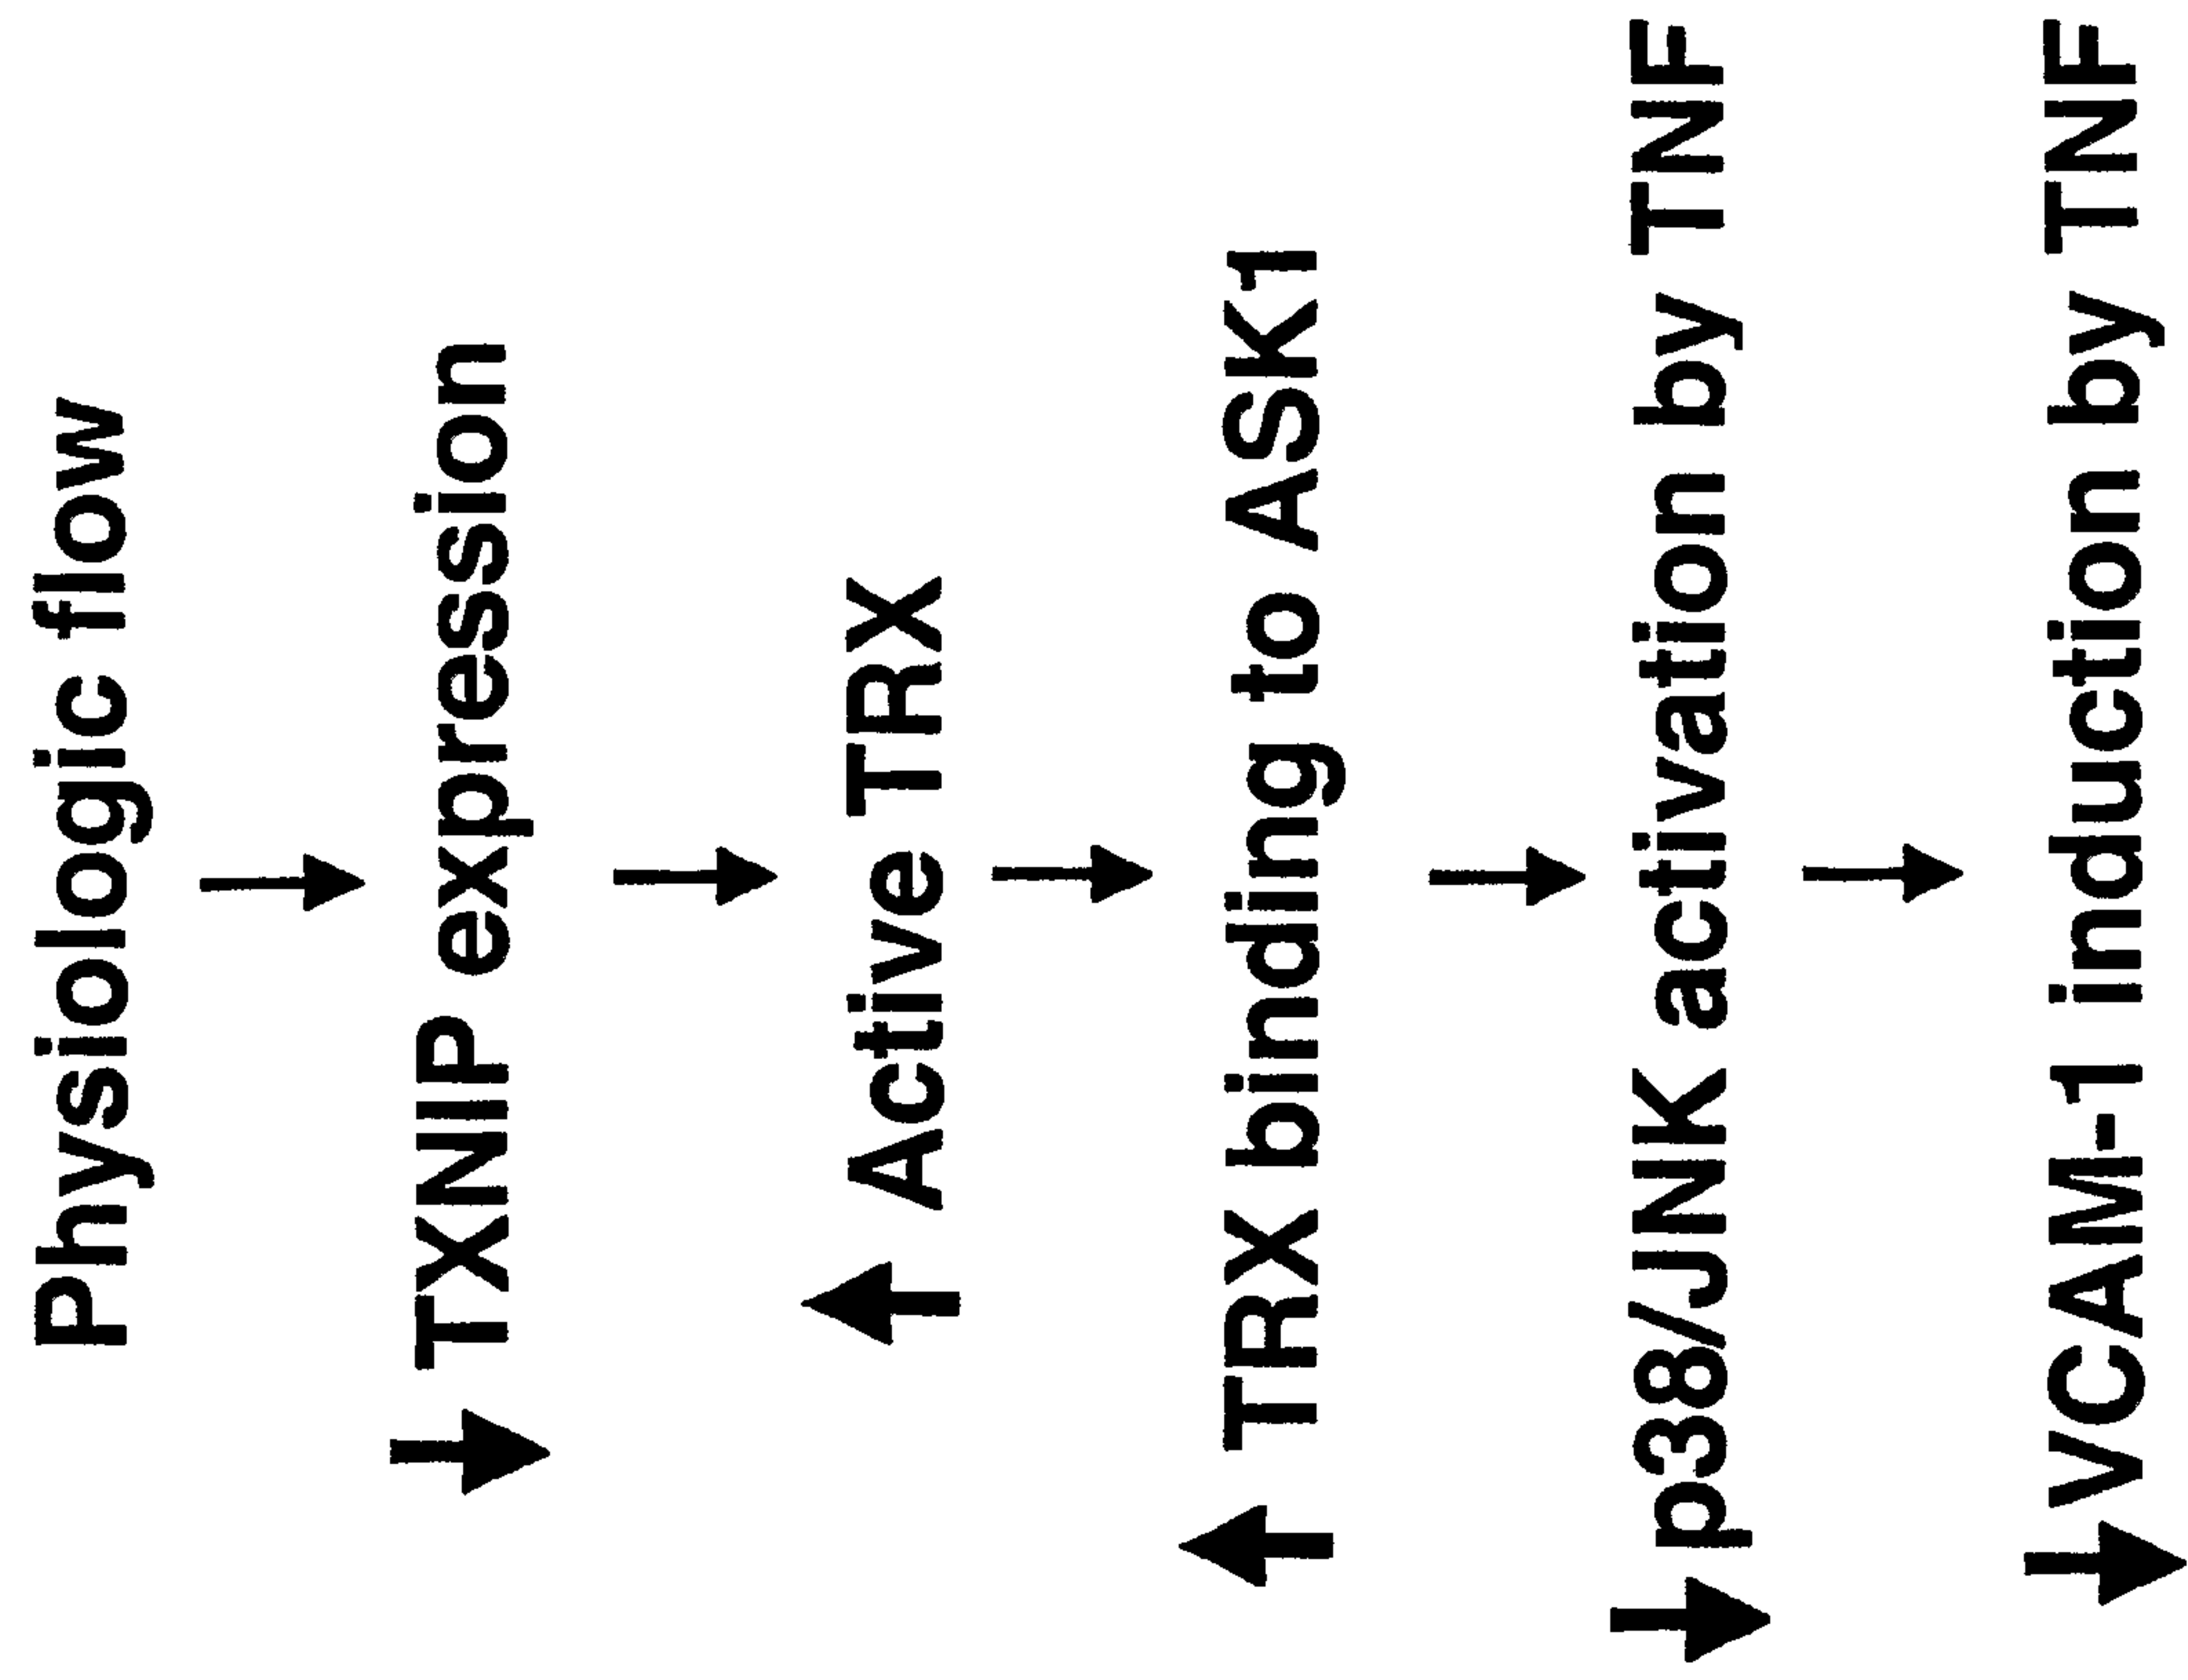 Physiologic flow
TXNIP expression
Active TRX
TRX binding to ASK1
p38/JNK activation by TNF
VCAM-1 induction by TNF